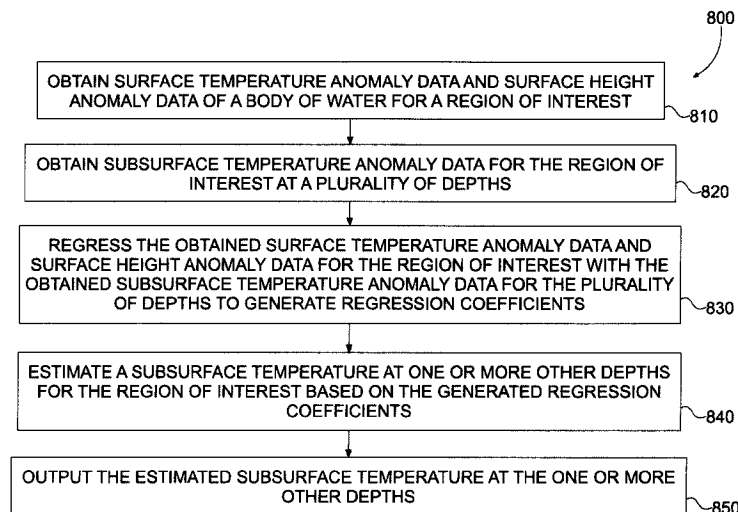 800
OBTAIN SURFACE TEMPERATURE ANOMALY DATA AND SURFACE HEIGHT
ANOMALY DATA OF A BODY OF WATER FOR A REGION OF INTEREST
810
OBTAIN SUBSURFACE TEMPERATURE ANOMALY DATA FOR THE REGION OF
INTEREST AT A PLURALITY OF DEPTHS
820
REGRESS THE OBTAINED SURFACE TEMPERATURE ANOMALY DATA AND
SURFACE HEIGHT ANOMALY DATA FOR THE REGION OF INTEREST WITH THE
OBTAINED SUBSURFACE TEMPERATURE ANOMALY DATA FOR THE PLURALITY
OF DEPTHS TO GENERATE REGRESSION COEFFICIENTS
830
ESTIMATE A SUBSURFACE TEMPERATURE AT ONE OR MORE OTHER DEPTHS
FOR THE REGION OF INTEREST BASED ON THE GENERATED REGRESSION
COEFFICIENTS
840
OUTPUT THE ESTIMATED SUBSURFACE TEMPERATURE AT THE ONE OR MORE
OTHER DEPTHS
850